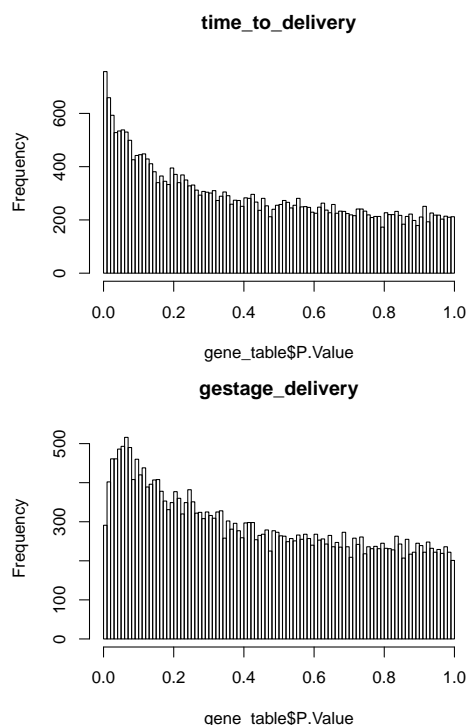 time_to_delivery
Frequency
0 200 400 600
0.0 0.2 0.4 0.6 0.8 1.0
gene_table$P.Value
gestage_delivery
Frequency
0 100 300 500
0.0 0.2 0.4 0.6 0.8 1.0
gene_table$P.Value